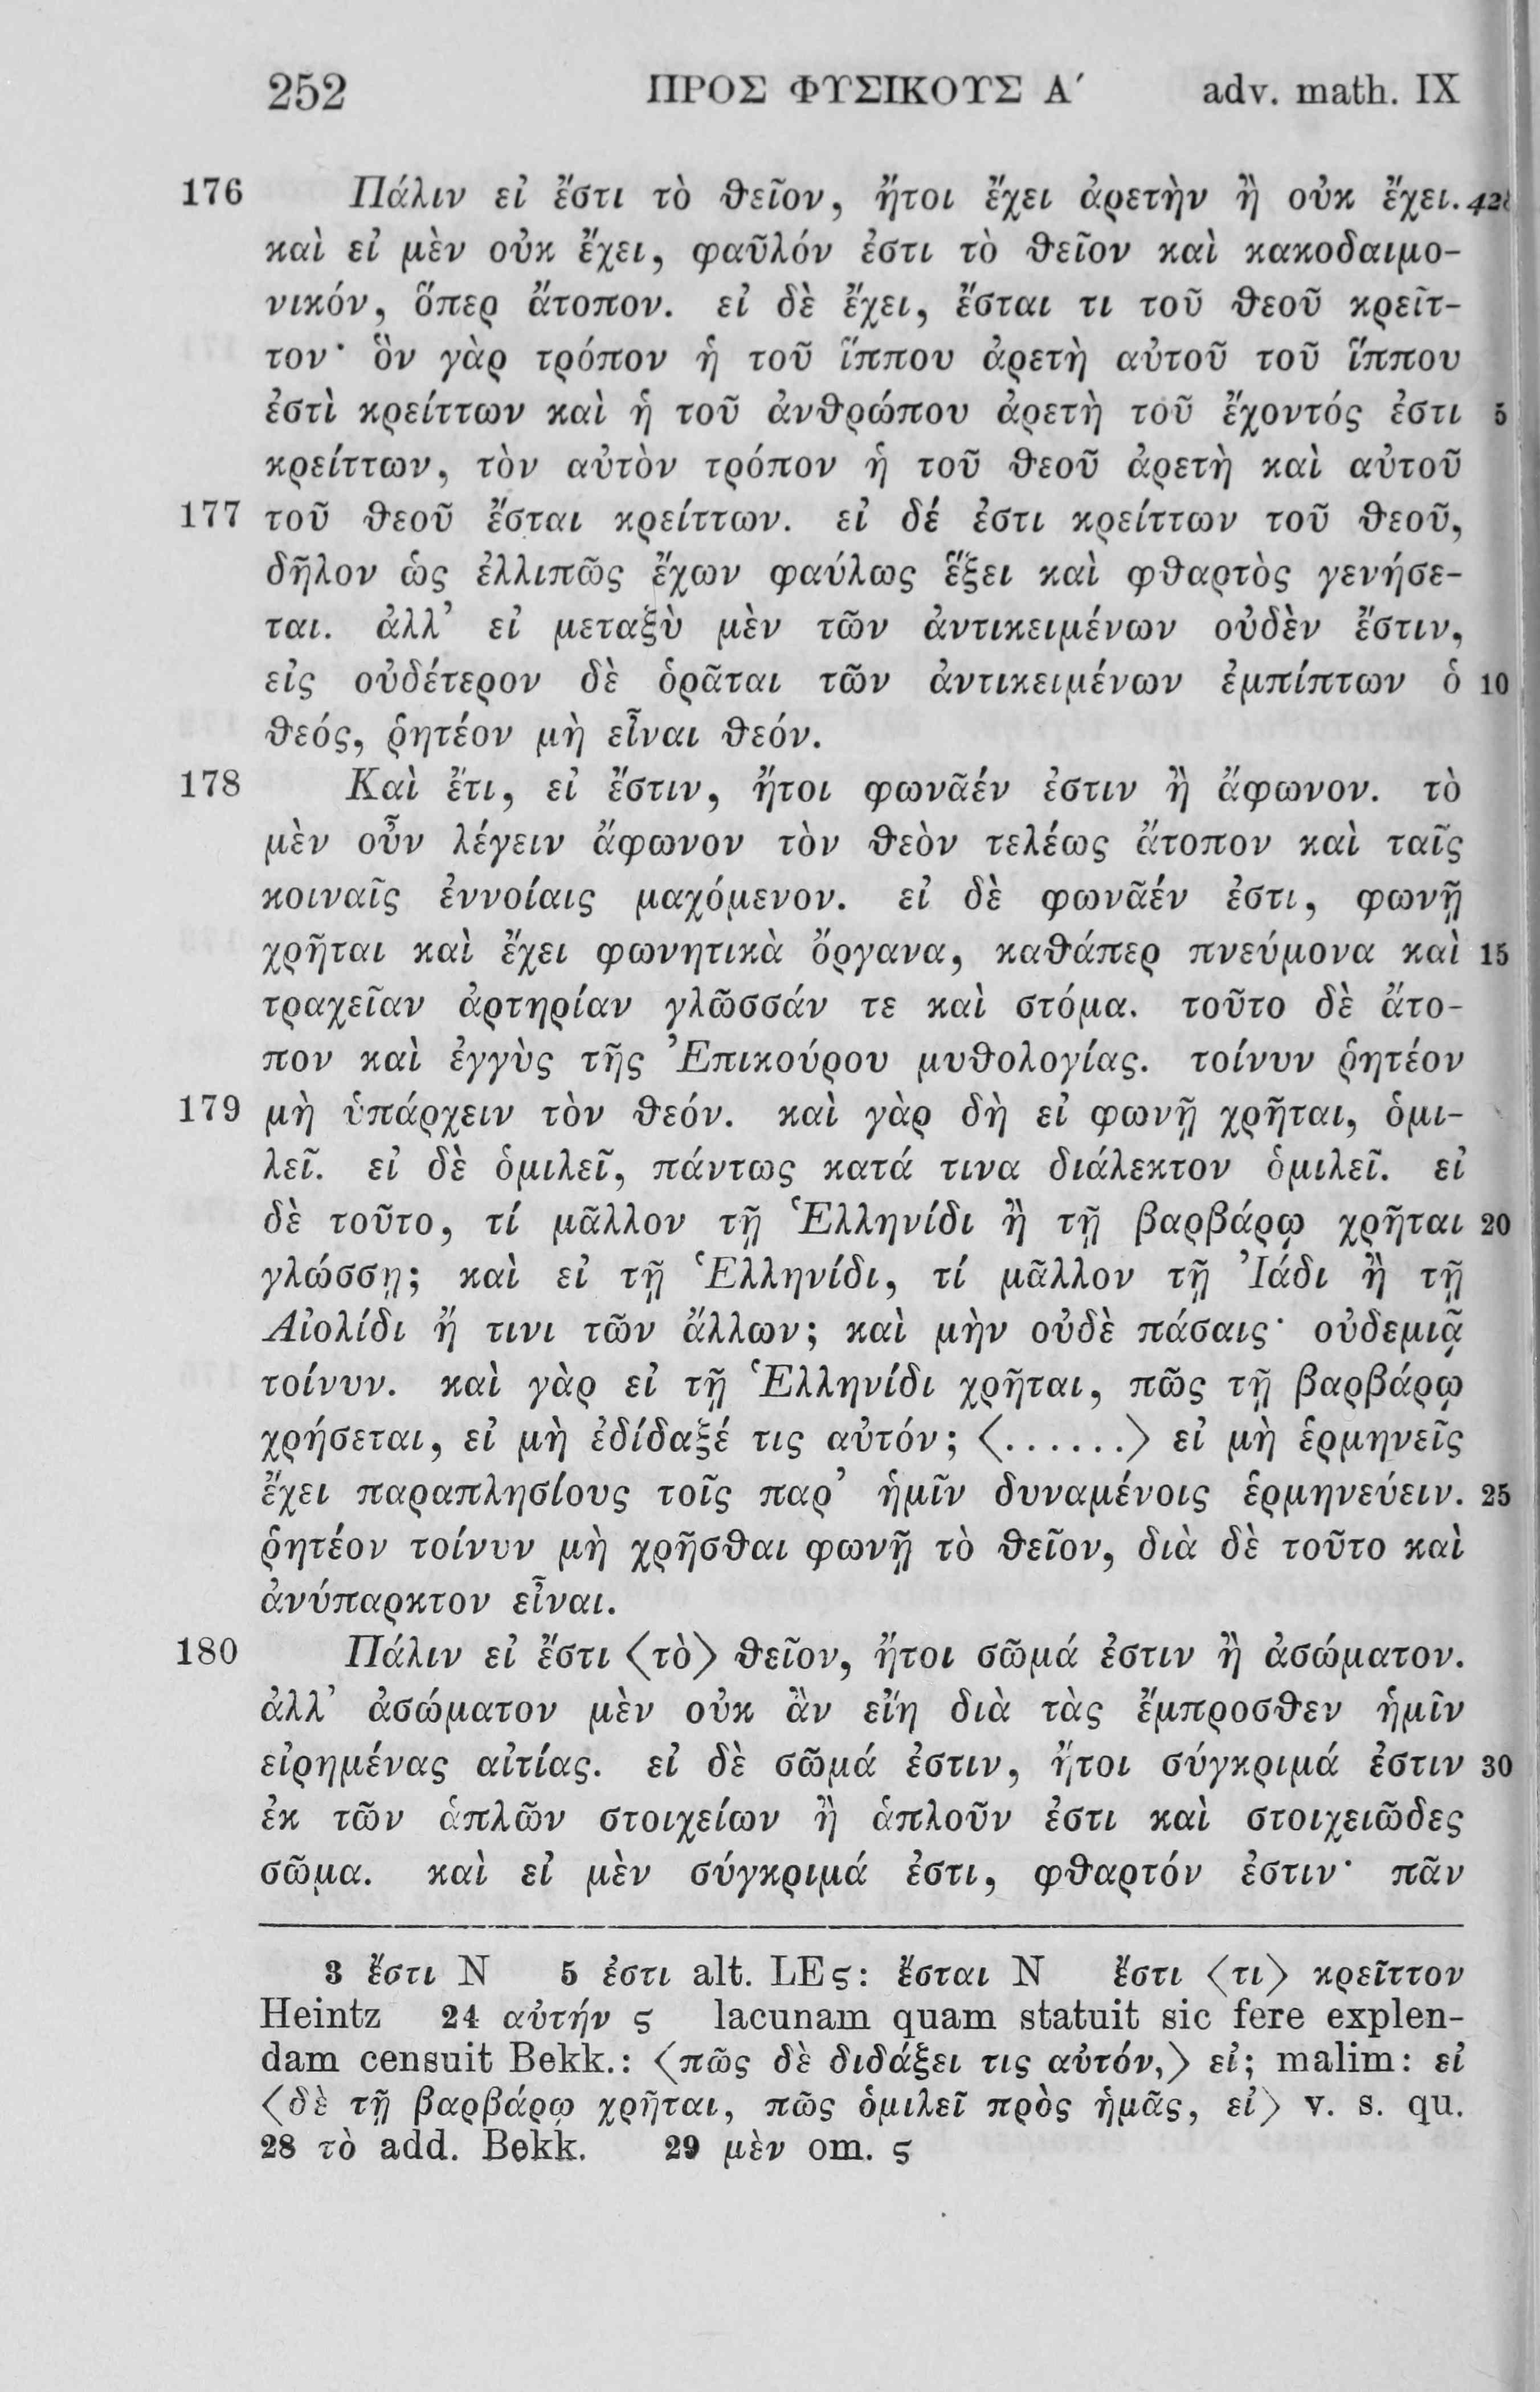 252 ΠΡΟΣ ΦΥΣΙΚΟΥΣ Α′ adv. math. IX
176 Πάλιν εἰ ἔστι τὸ θεῖον, ἤτοι ἔχει ἀρετὴν ἢ οὐκ ἔχει.
καὶ εἰ μὲν οὐκ ἔχει, φαῦλόν ἐστι τὸ θεῖον καὶ κακοδαιμο-
νικόν, ὅπερ ἄτοπον. εἰ δὲ ἔχει, ἔσται τι τοῦ θεοῦ κρεῖτ-
τον· ὃν γὰρ τρόπον ἡ τοῦ ἵππου ἀρετὴ αὐτοῦ τοῦ ἵππου
ἐστὶ κρείττων καὶ ἡ τοῦ ἀνθρώπου ἀρετὴ τοῦ ἔχοντός ἐστι 5
κρείττων, τὸν αὐτὸν τρόπον ἡ τοῦ θεοῦ ἀρετὴ καὶ αὐτοῦ
177 τοῦ θεοῦ ἔσται κρείττων. εἰ δέ ἐστι κρείττων τοῦ θεοῦ,
δῆλον ὡς ἐλλιπῶς ἔχων φαύλως ἕξει καὶ φθαρτὸς γενήσε-
ται. ἀλλ’ εἰ μεταξὺ μὲν τῶν ἀντικειμένων οὐδὲν ἔστιν,
εἰς οὐδέτερον δὲ ὁρᾶται τῶν ἀντικειμένων ἐμπίπτων ὁ 10
θεός, ῥητέον μὴ εἶναι θεόν.
178 Καὶ ἔτι, εἰ ἔστιν, ἤτοι φωνᾶέν ἐστιν ἢ ἄφωνον. τὸ
μὲν οὖν λέγειν ἄφωνον τὸν θεὸν τελέως ἄτοπον καὶ ταῖς
κοιναῖς ἐννοίαις μαχόμενον. εἰ δὲ φωνᾶέν ἐστι, φωνῇ
χρῆται καὶ ἔχει φωνητικὰ ὄργανα, καθάπερ πνεύμονα καὶ 15
τραχεῖαν ἀρτηρίαν γλῶσσάν τε καὶ στόμα. τοῦτο δὲ ἄτο-
πον καὶ ἐγγὺς τῆς Ἐπικούρου μυθολογίας. τοίνυν ῥητέον
179 μὴ ὑπάρχειν τὸν θεόν. καὶ γὰρ δὴ εἰ φωνῇ χρῆται, ὁμι-
λεῖ. εἰ δὲ ὁμιλεῖ, πάντως κατά τινα διάλεκτον ὁμιλεῖ. εἰ
δὲ τοῦτο, τί μᾶλλον τῇ Ἑλληνίδι ἢ τῇ βαρβάρῳ χρῆται 20
γλώσσῃ; καὶ εἰ τῇ Ἑλληνίδι, τί μᾶλλον τῇ Ἰάδι ἢ τῇ
Αἰολίδι ἤ τινι τῶν ἄλλων; καὶ μὴν οὐδὲ πάσαις· οὐδεμιᾷ
τοίνυν. καὶ γὰρ εἰ τῇ Ἑλληνίδι χρῆται, πῶς τῇ βαρβάρῳ
χρήσεται, εἰ μὴ ἐδίδαξέ τις αὐτόν; ⟨......⟩ εἰ μὴ ἑρμηνεῖς
ἔχει παραπλησίους τοῖς παρ’ ἡμῖν δυναμένοις ἑρμηνεύειν. 25
ῥητέον τοίνυν μὴ χρῆσθαι φωνῇ τὸ θεῖον, διὰ δὲ τοῦτο καὶ
ἀνύπαρκτον εἶναι.
180 Πάλιν εἰ ἔστι ⟨τὸ⟩ θεῖον, ἤτοι σῶμά ἐστιν ἢ ἀσώματον.
ἀλλ’ ἀσώματον μὲν οὐκ ἂν εἴη διὰ τὰς ἔμπροσθεν ἡμῖν
εἰρημένας αἰτίας. εἰ δὲ σῶμά ἐστιν, ἤτοι σύγκριμά ἐστιν 30
ἐκ τῶν ἁπλῶν στοιχείων ἢ ἁπλοῦν ἐστι καὶ στοιχειῶδες
σῶμα. καὶ εἰ μὲν σύγκριμά ἐστι, φθαρτόν ἐστιν· πᾶν
3 ἔστι N 5 ἐστι alt. LEς: ἔσται N ἔστι ⟨τι⟩ κρεῖττον
Heintz 24 αὐτήν ς lacunam quam statuit sic fere explen-
dam censuit Bekk.: ⟨πῶς δὲ διδάξει τις αὐτόν,⟩ εἰ; malim: εἰ
⟨δὲ τῇ βαρβάρῳ χρῆται, πῶς ὁμιλεῖ πρὸς ἡμᾶς, εἰ⟩ v. s. qu.
28 τὸ add. Bekk. 29 μὲν om. ς